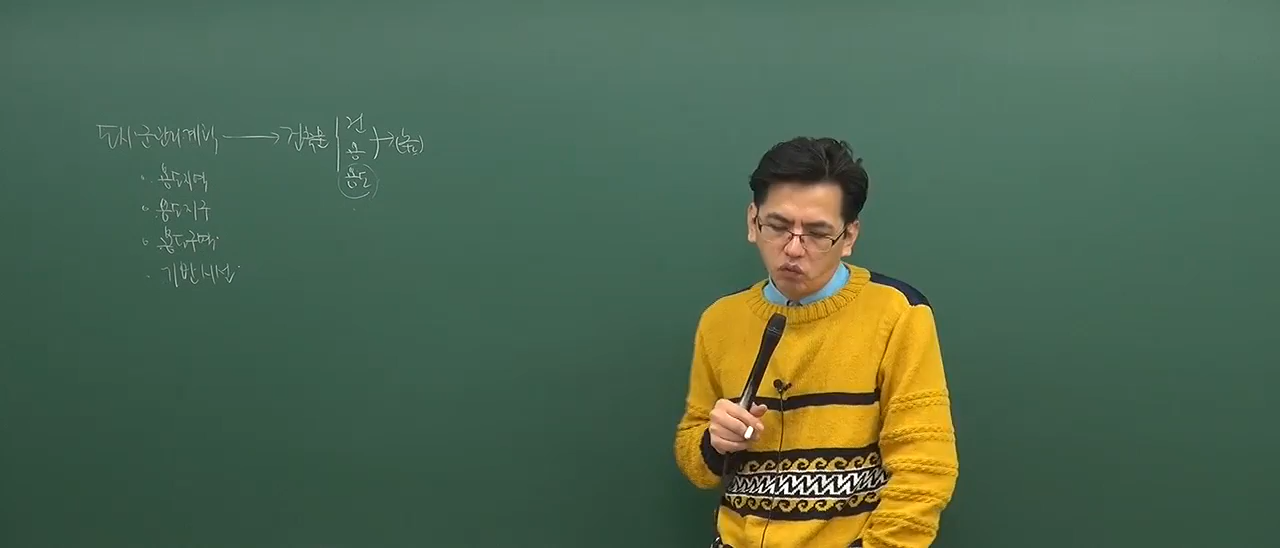 도시군관리계획 → 건축물 건 →(높)
용
용도
· 용도지역
· 용도지구
· 용도구역
· 기반시설